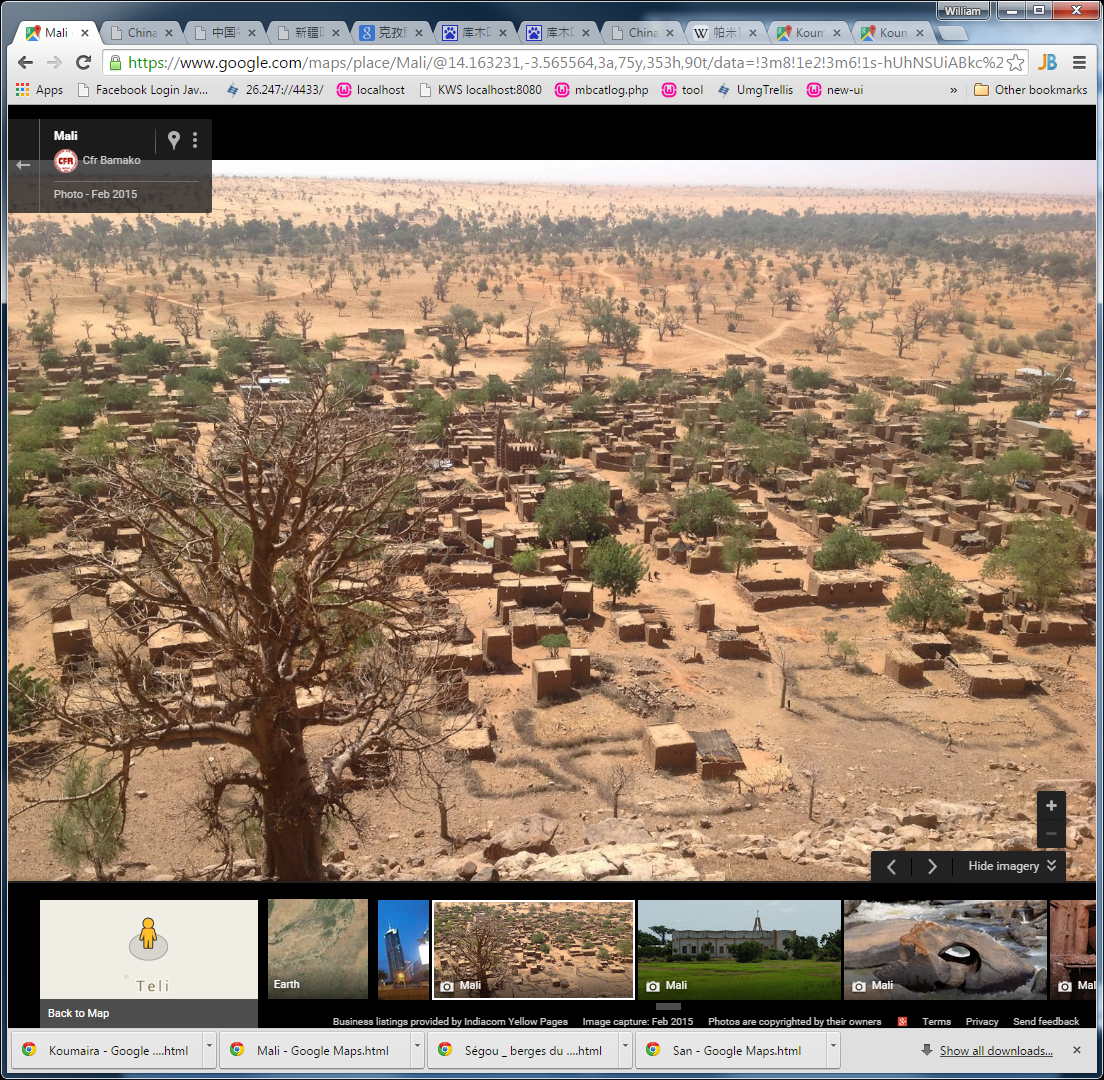 William
Mali
China
中国
新疆
克孜
库木
库木
China
帕米
Koum
Koun
https://www.google.com/maps/place/Mali/@14.163231,-3.565564,3a,75y,353h,90t/data=!3m8!1e2!3m6!1s-hUhNSUiABkc%2
JB
Apps
Facebook Login Jav...
26.247://4433/
localhost
KWS localhost:8080
mbcatlog.php
tool
UmgTrellis
new-ui
»
Other bookmarks
Mali
CFR
Cfr Bamako
Photo - Feb 2015
Hide imagery
Teli
Back to Map
Earth
Mali
Mali
Mali
Mal
Business listings provided by Indiacom Yellow Pages
Image capture: Feb 2015
Photos are copyrighted by their owners
Terms
Privacy
Send feedback
Koumaira - Google ....html
Mali - Google Maps.html
Ségou _ berges du ....html
San - Google Maps.html
Show all downloads...